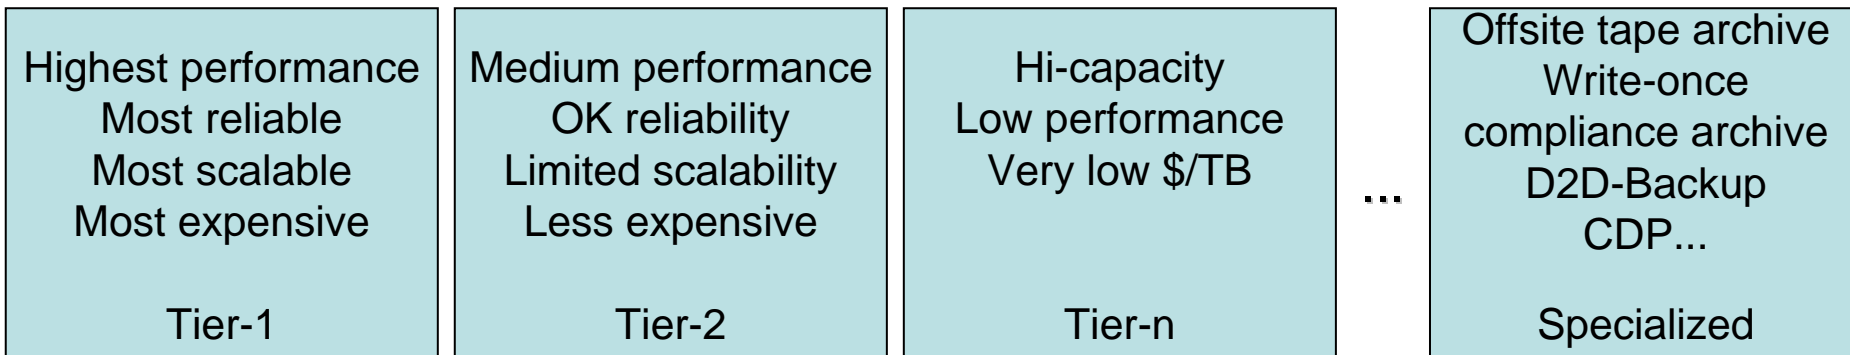 Highest performance
Most reliable
Most scalable
Most expensive
Tier-1
Medium performance
OK reliability
Limited scalability
Less expensive
Tier-2
Hi-capacity
Low performance
Very low $/TB
Tier-n
...
Offsite tape archive
Write-once
compliance archive
D2D-Backup
CDP...
Specialized